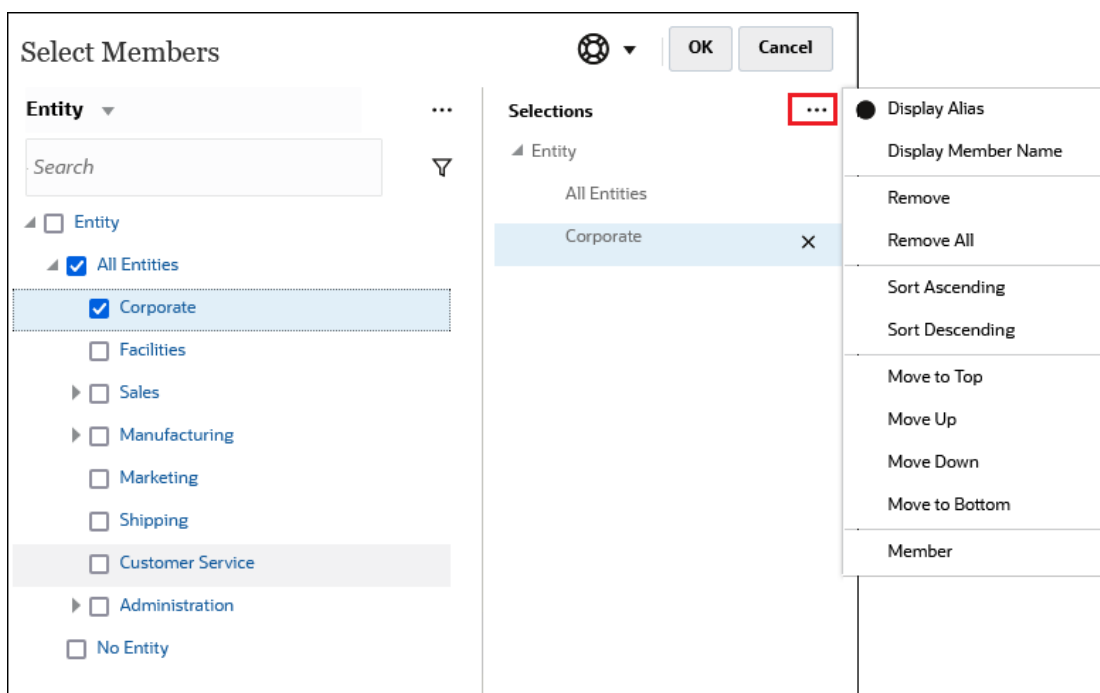 Select Members
OK
Cancel
Entity
Search
Entity
All Entities
Corporate
Facilities
Sales
Manufacturing
Marketing
Shipping
Customer Service
Administration
No Entity
Selections
Entity
All Entities
Corporate
Display Alias
Display Member Name
Remove
Remove All
Sort Ascending
Sort Descending
Move to Top
Move Up
Move Down
Move to Bottom
Member